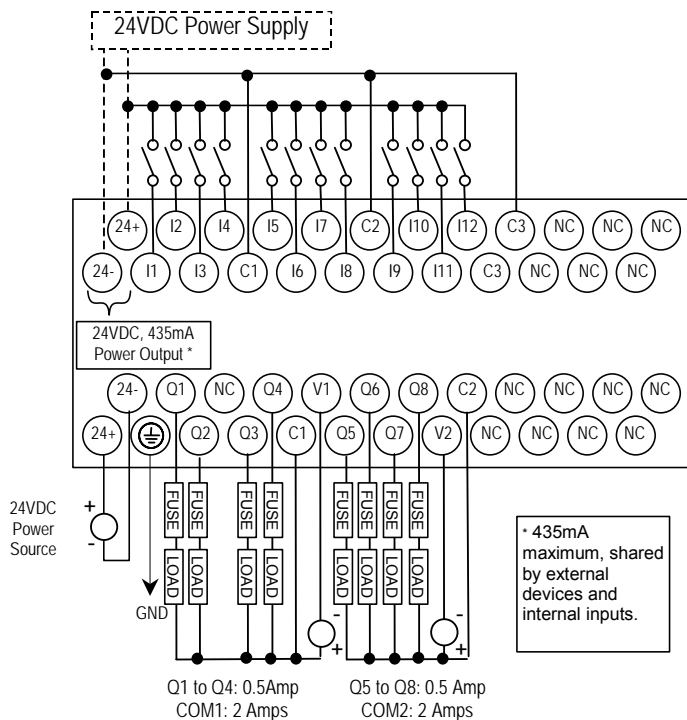 24VDC Power Supply
24+ I2 I4 I5 I7 C2 I10 I12 C3 NC NC NC
24- I1 I3 C1 I6 I8 I9 I11 C3 NC NC NC
24VDC, 435mA
Power Output *
24- Q1 NC Q4 V1 Q6 Q8 C2 NC NC NC NC
24+ Q2 Q3 C1 Q5 Q7 V2 NC NC NC NC
24VDC
Power
Source
+
-
GND
FUSE FUSE FUSE FUSE FUSE FUSE FUSE FUSE
LOAD LOAD LOAD LOAD LOAD LOAD LOAD LOAD
- -
+ +
* 435mA
maximum, shared
by external
devices and
internal inputs.
Q1 to Q4: 0.5Amp
COM1: 2 Amps
Q5 to Q8: 0.5 Amp
COM2: 2 Amps